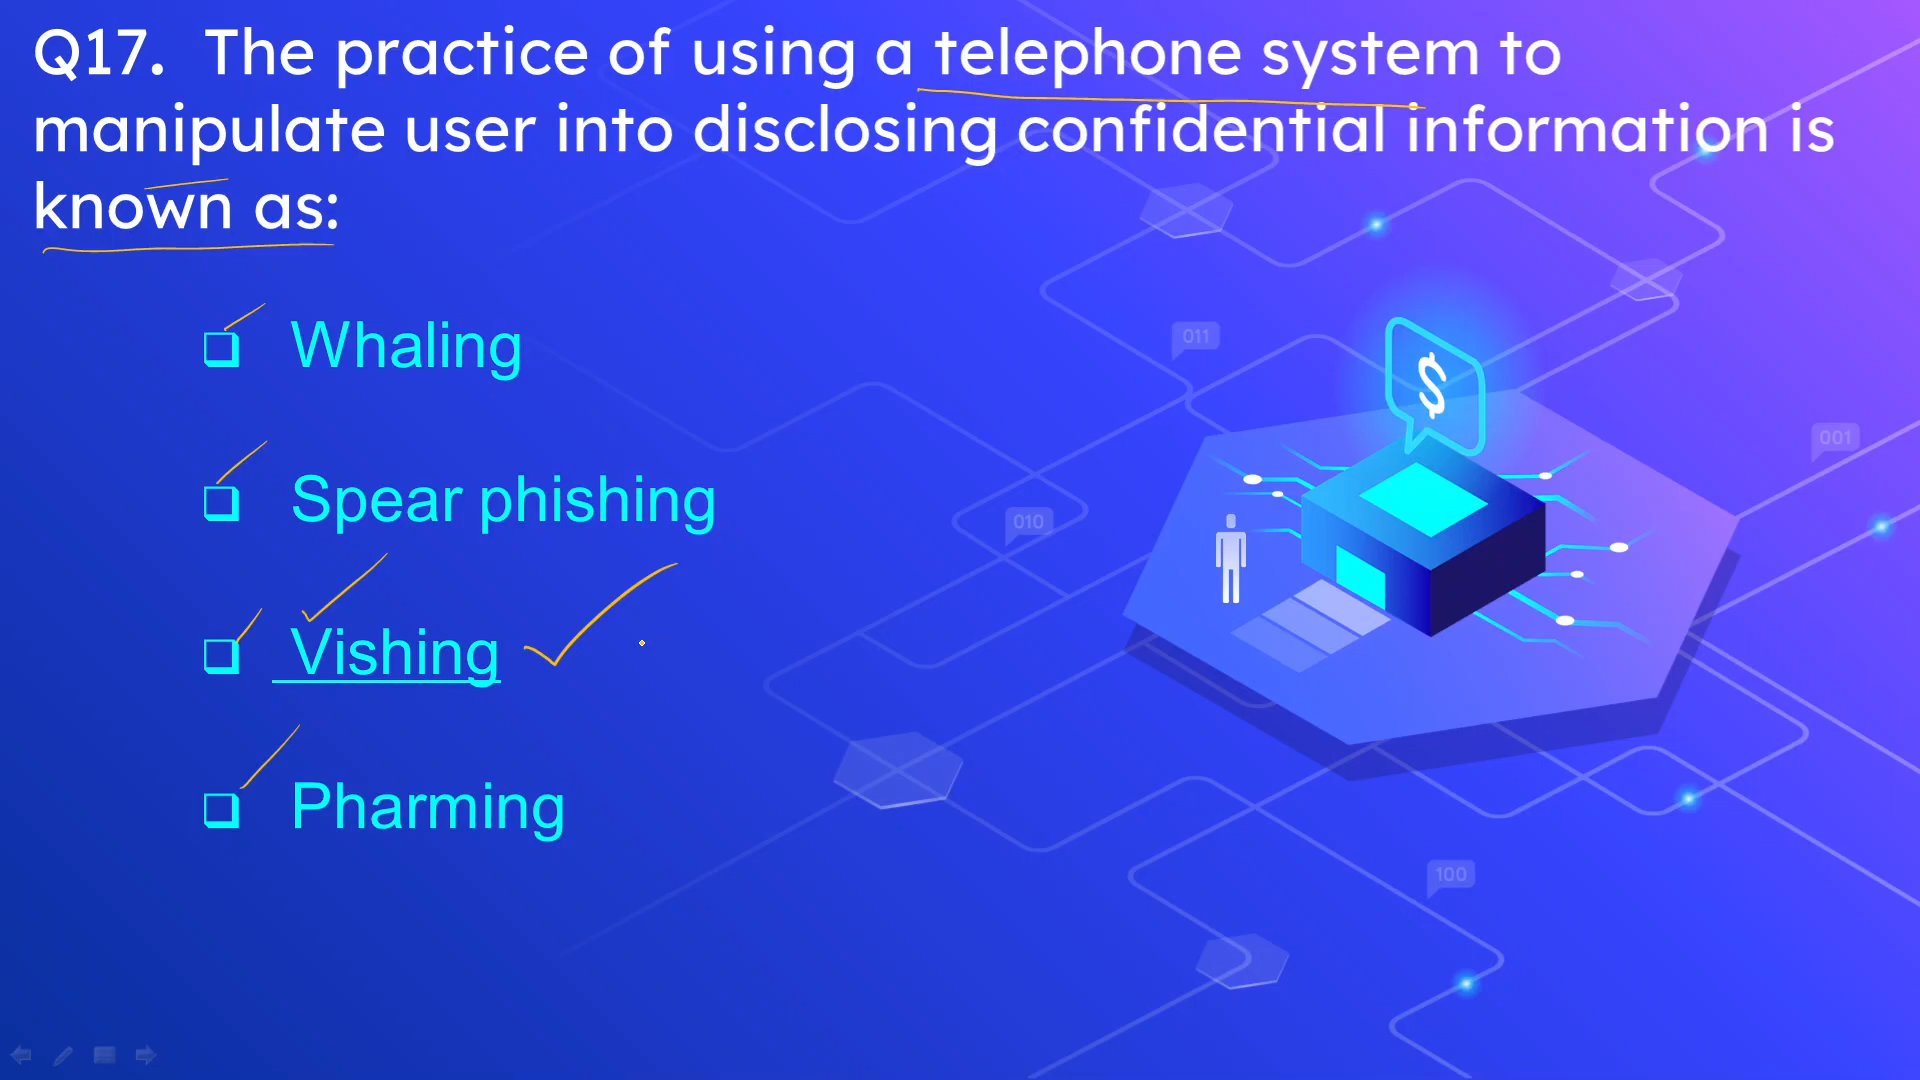 Q17. The practice of using a telephone system to
manipulate user into disclosing confidential information is
known as:
Whaling
Spear phishing
Vishing
Pharming
$
011
001
010
100